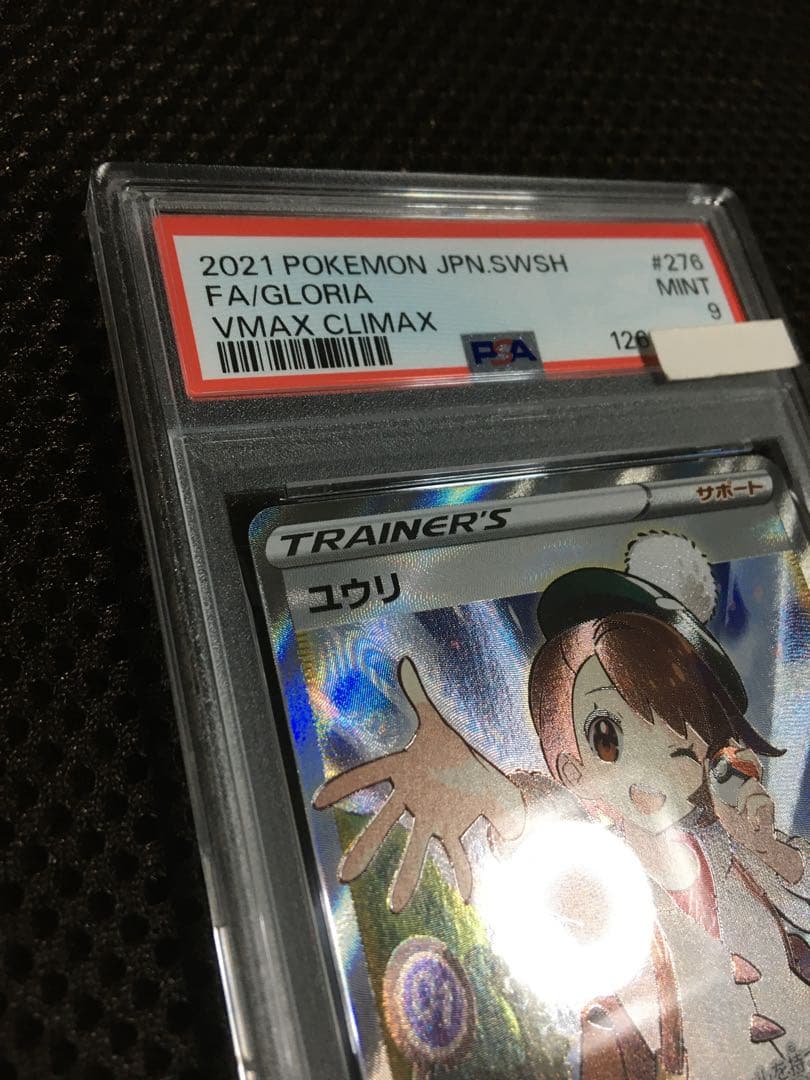 2021 POKEMON JPN.SWSH #276
FA/GLORIA MINT
VMAX CLIMAX 9
PSA 126
TRAINER'S サポート
ユウリ